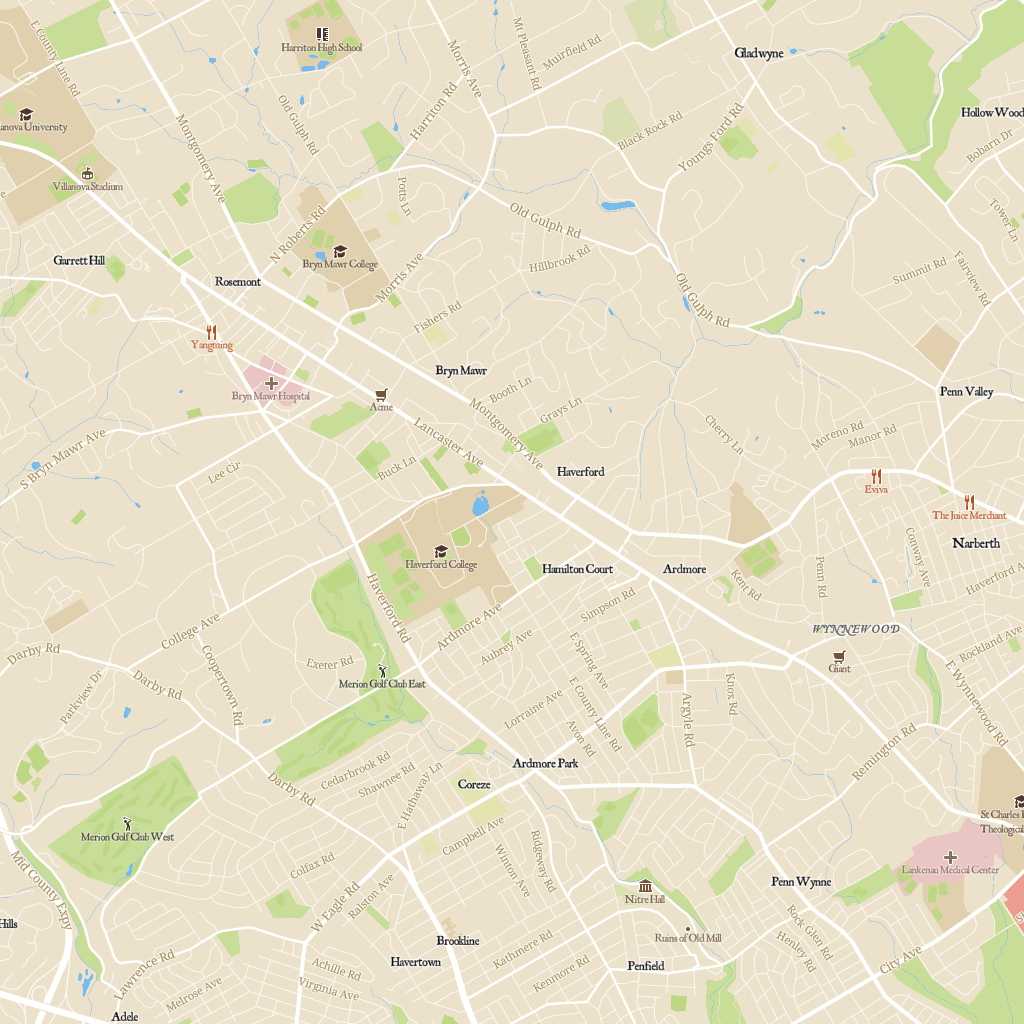 E County Line Rd
Harriton High School
Morris Ave
Mt Pleasant Rd
Muirfield Rd
Gladwyne
anova University
Montgomery Ave
Old Gulph Rd
Harriton Rd
Black Rock Rd
Youngs Ford Rd
Hollow Wood
Bobarn Dr
Villanova Stadium
Potts Ln
Tower Ln
N Roberts Rd
Old Gulph Rd
Garrett Hill
Bryn Mawr College
Hillbrook Rd
Rosemont
Morris Ave
Old Gulph Rd
Summit Rd
Fairview Rd
Fishers Rd
Yangming
Bryn Mawr
Bryn Mawr Hospital
Acme
Booth Ln
Grays Ln
Penn Valley
Montgomery Ave
Lancaster Ave
Cherry Ln
Moreno Rd
Manor Rd
S Bryn Mawr Ave
Lee Cir
Buck Ln
Haverford
Eviva
The Juice Merchant
Narberth
Haverford College
Hamilton Court
Ardmore
Conway Ave
Penn Rd
Kent Rd
Haverford A
Haverford Rd
Simpson Rd
Ardmore Ave
WYNNEWOOD
College Ave
Darby Rd
Aubrey Ave
E Spring Ave
Rockland Ave
Exeter Rd
Merion Golf Club East
Giant
E Wynnewood Rd
Coopertown Rd
Parkview Dr
Darby Rd
Knox Rd
Argyle Rd
Lorraine Ave
E County Line Rd
Avon Rd
Remington Rd
Cedarbrook Rd
Shawnee Rd
Ardmore Park
Coreze
E Hathaway Ln
Darby Rd
Merion Golf Club West
Campbell Ave
St Charles
Theological
Colfax Rd
Winton Ave
Ridgeway Rd
Lankenau Medical Center
Mid County Expy
Penn Wynne
Ralston Ave
W Eagle Rd
Nitre Hall
Hills
Rock Glen Rd
Henley Rd
Ruins of Old Mill
Brookline
Kathmere Rd
Havertown
Penfield
City Ave
Lawrence Rd
Achille Rd
Kenmore Rd
Melrose Ave
Virginia Ave
Adele